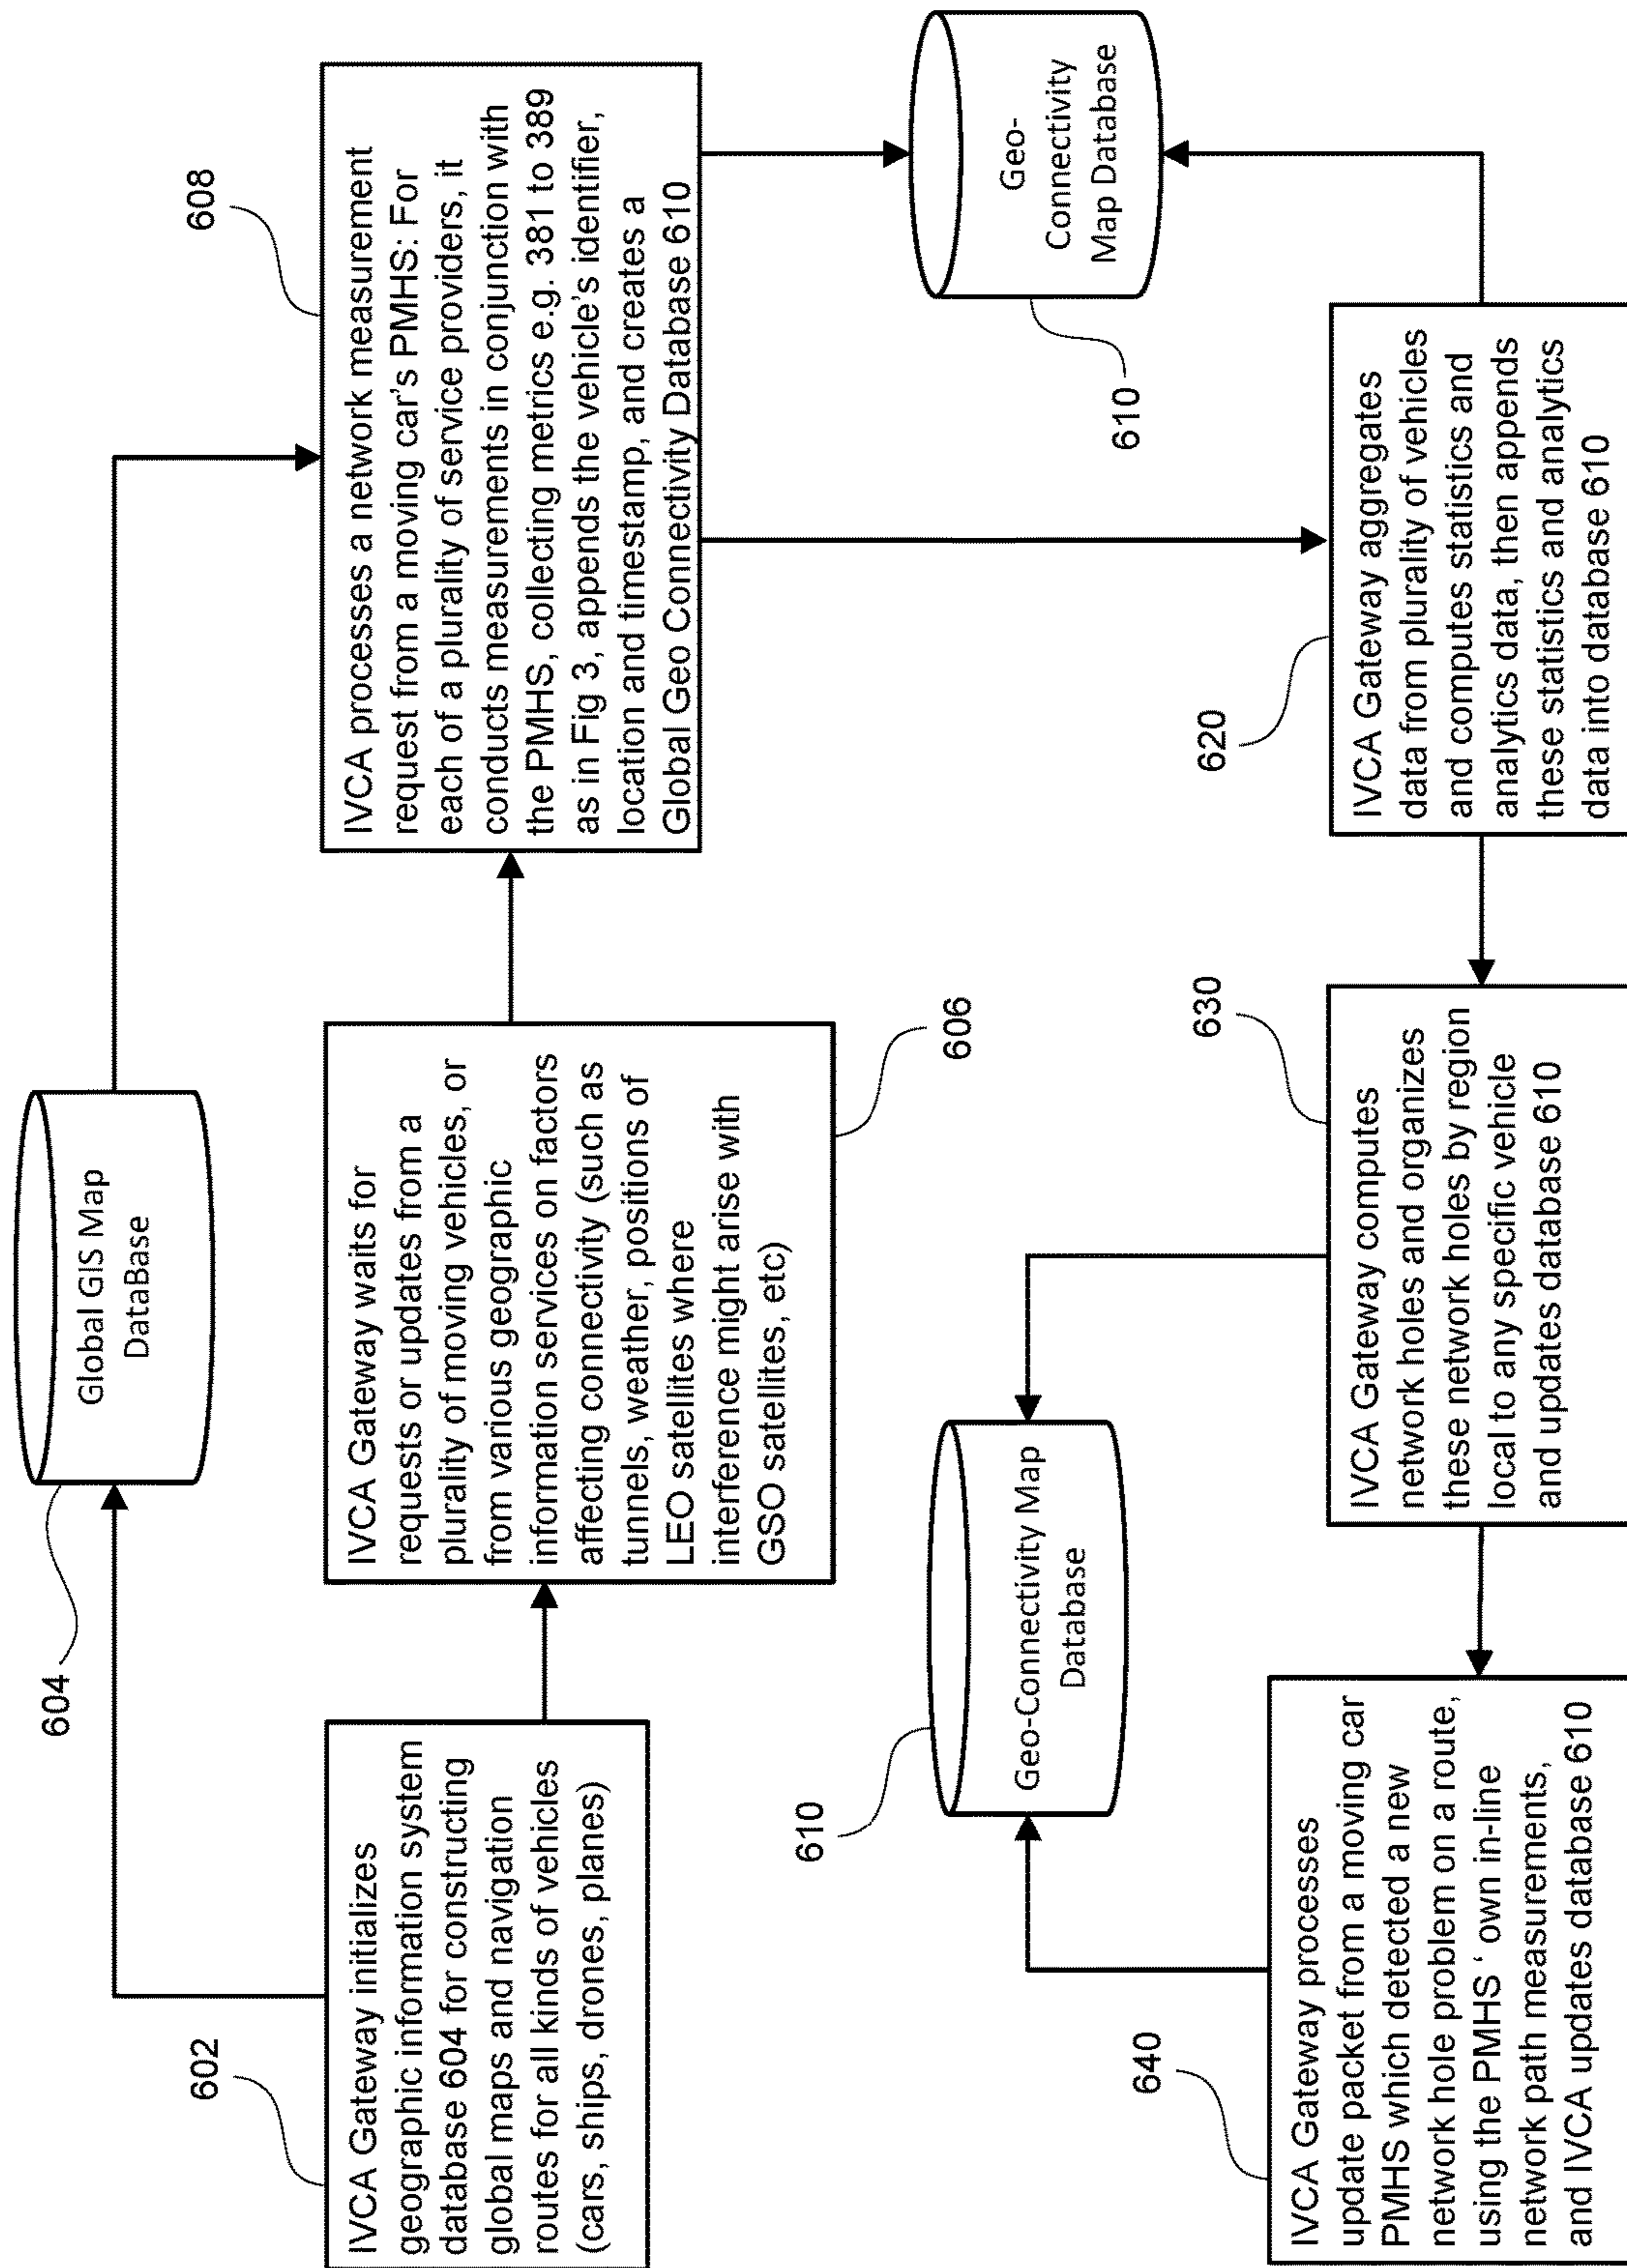 602
IVCA Gateway initializes
geographic information system
database 604 for constructing
global maps and navigation
routes for all kinds of vehicles
(cars, ships, drones, planes)
604
Global GIS Map
DataBase
IVCA Gateway waits for
requests or updates from a
plurality of moving vehicles, or
from various geographic
information services on factors
affecting connectivity (such as
tunnels, weather, positions of
LEO satellites where
interference might arise with
GSO satellites, etc)
606
608
IVCA processes a network measurement
request from a moving car's PMHS: For
each of a plurality of service providers, it
conducts measurements in conjunction with
the PMHS, collecting metrics e.g. 381 to 389
as in Fig 3, appends the vehicle's identifier,
location and timestamp, and creates a
Global Geo Connectivity Database 610
Geo-
Connectivity
Map Database
610
620
IVCA Gateway aggregates
data from plurality of vehicles
and computes statistics and
analytics data, then appends
these statistics and analytics
data into database 610
630
IVCA Gateway computes
network holes and organizes
these network holes by region
local to any specific vehicle
and updates database 610
610
Geo-Connectivity Map
Database
640
IVCA Gateway processes
update packet from a moving car
PMHS which detected a new
network hole problem on a route,
using the PMHS ‘ own in-line
network path measurements,
and IVCA updates database 610